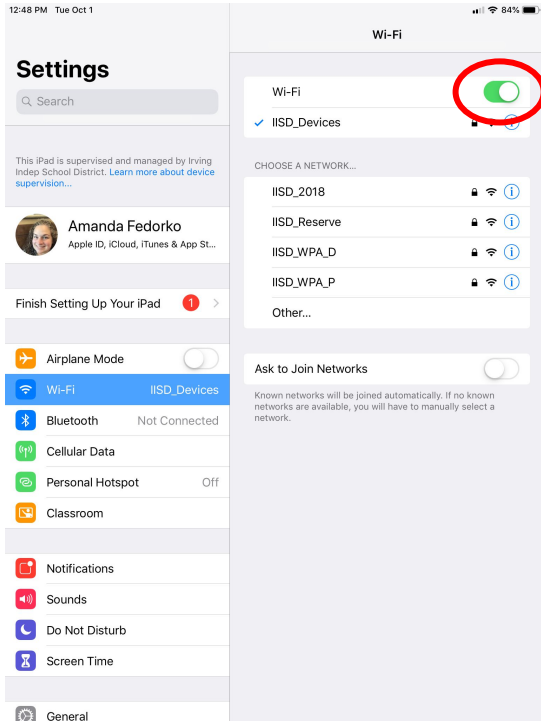 12:48 PM Tue Oct 1
84%
Settings
Search
This iPad is supervised and managed by Irving
Indep School District. Learn more about device
supervision...
Amanda Fedorko
Apple ID, iCloud, iTunes & App St...
Finish Setting Up Your iPad 1
Airplane Mode
Wi-Fi IISD_Devices
Bluetooth Not Connected
Cellular Data
Personal Hotspot Off
Classroom
Notifications
Sounds
Do Not Disturb
Screen Time
General
Wi-Fi
Wi-Fi
IISD_Devices
CHOOSE A NETWORK...
IISD_2018
IISD_Reserve
IISD_WPA_D
IISD_WPA_P
Other...
Ask to Join Networks
Known networks will be joined automatically. If no known
networks are available, you will have to manually select a
network.